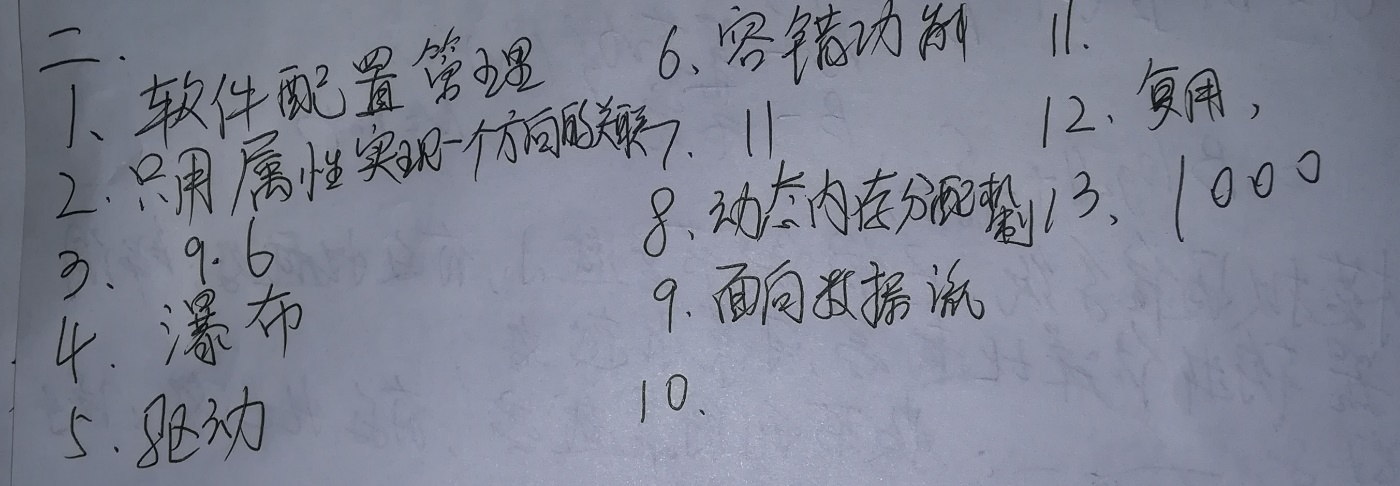 二.
1、软件配置管理
2.只用属性实现一个方向的关联
3、9.6
4.瀑布
5.驱动
6、容错功能
7、11
8、动态内存分配机制
9.面向数据流
10.
11.
12、复用,
13、1000